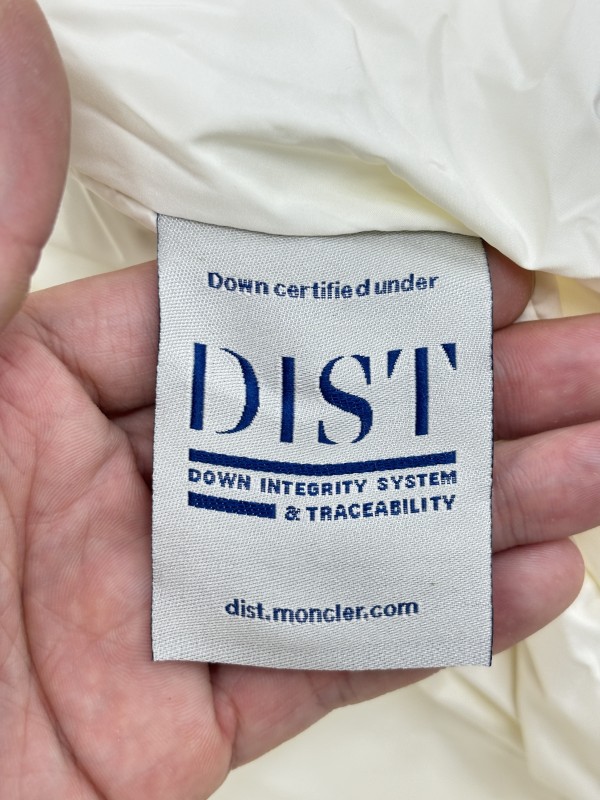 Down certified under
DIST
DOWN INTEGRITY SYSTEM
& TRACEABILITY
dist.moncler.com